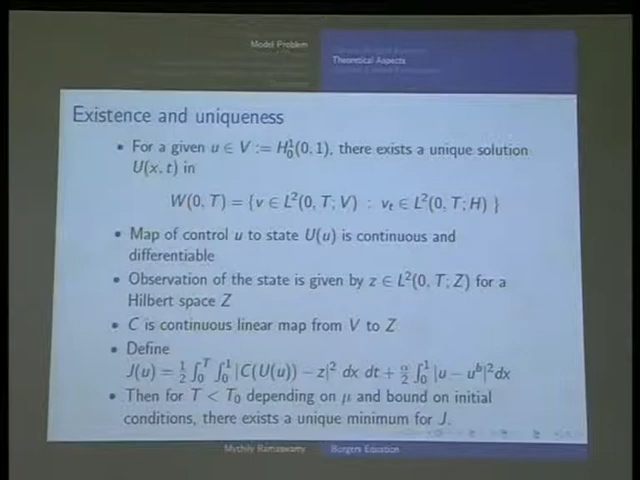 Model Problem
Theoretical Aspects
Existence and uniqueness
• For a given u ∈ V := H¹₀(0, 1), there exists a unique solution
U(x, t) in
W(0, T) = {v ∈ L²(0, T; V) : vₜ ∈ L²(0, T; H) }
• Map of control u to state U(u) is continuous and
differentiable
• Observation of the state is given by z ∈ L²(0, T; Z) for a
Hilbert space Z
• C is continuous linear map from V to Z
• Define
J(u) = ½ ∫₀ᵀ ∫₀¹ |C(U(u)) − z|² dx dt + α/2 ∫₀¹ |u − uᵇ|² dx
• Then for T < T₀ depending on μ and bound on initial
conditions, there exists a unique minimum for J.
Mythily Ramaswamy Burgers Equation